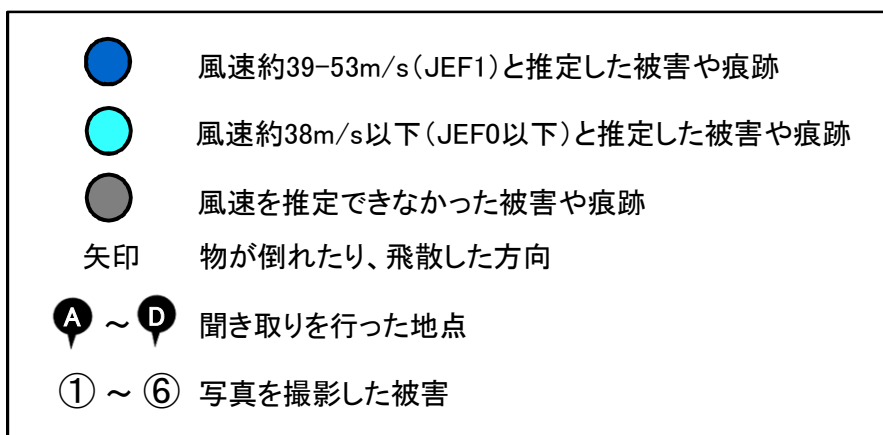 風速約39-53m/s(JEF1)と推定した被害や痕跡
風速約38m/s以下(JEF0以下)と推定した被害や痕跡
風速を推定できなかった被害や痕跡
矢印 物が倒れたり、飛散した方向
A ~ D 聞き取りを行った地点
① ~ ⑥ 写真を撮影した被害